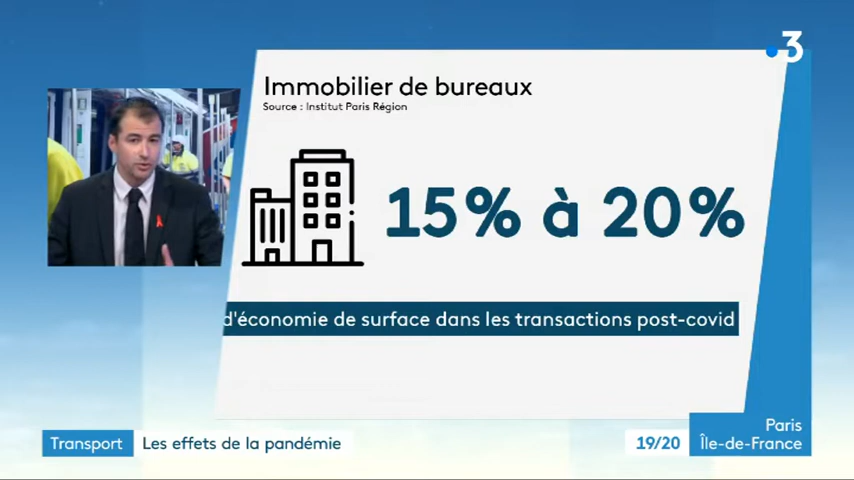 3
Immobilier de bureaux
Source : Institut Paris Région
15% à 20%
d'économie de surface dans les transactions post-covid
Transport
Les effets de la pandémie
19/20
Paris
Île-de-France